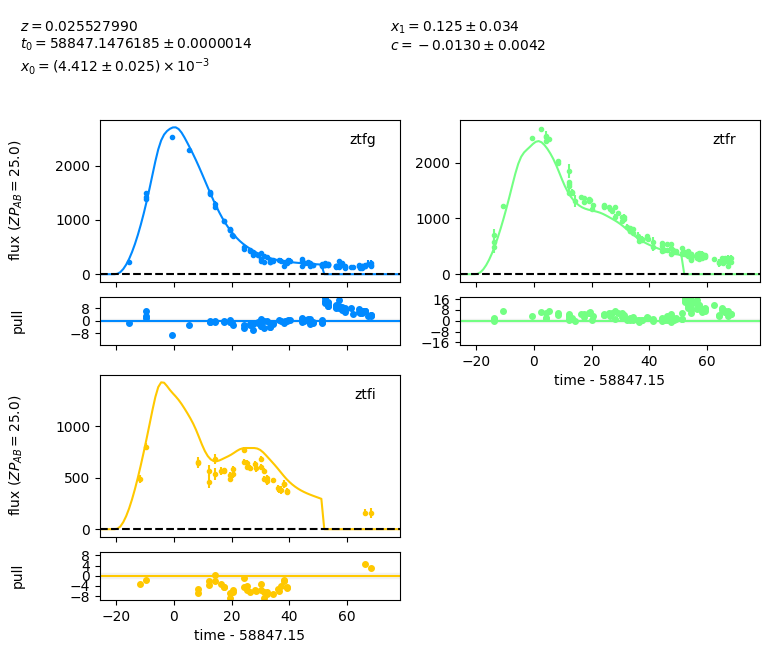 z = 0.025527990
t₀ = 58847.1476185 ± 0.0000014
x₀ = (4.412 ± 0.025) × 10⁻³
x₁ = 0.125 ± 0.034
c = −0.0130 ± 0.0042
ztfg
flux (ZP_AB = 25.0)
2000
1000
0
pull
8
0
−8
ztfr
2000
1000
0
16
8
0
−8
−16
−20 0 20 40 60
time - 58847.15
ztfi
flux (ZP_AB = 25.0)
1000
500
0
pull
8
4
0
−4
−8
−20 0 20 40 60
time - 58847.15